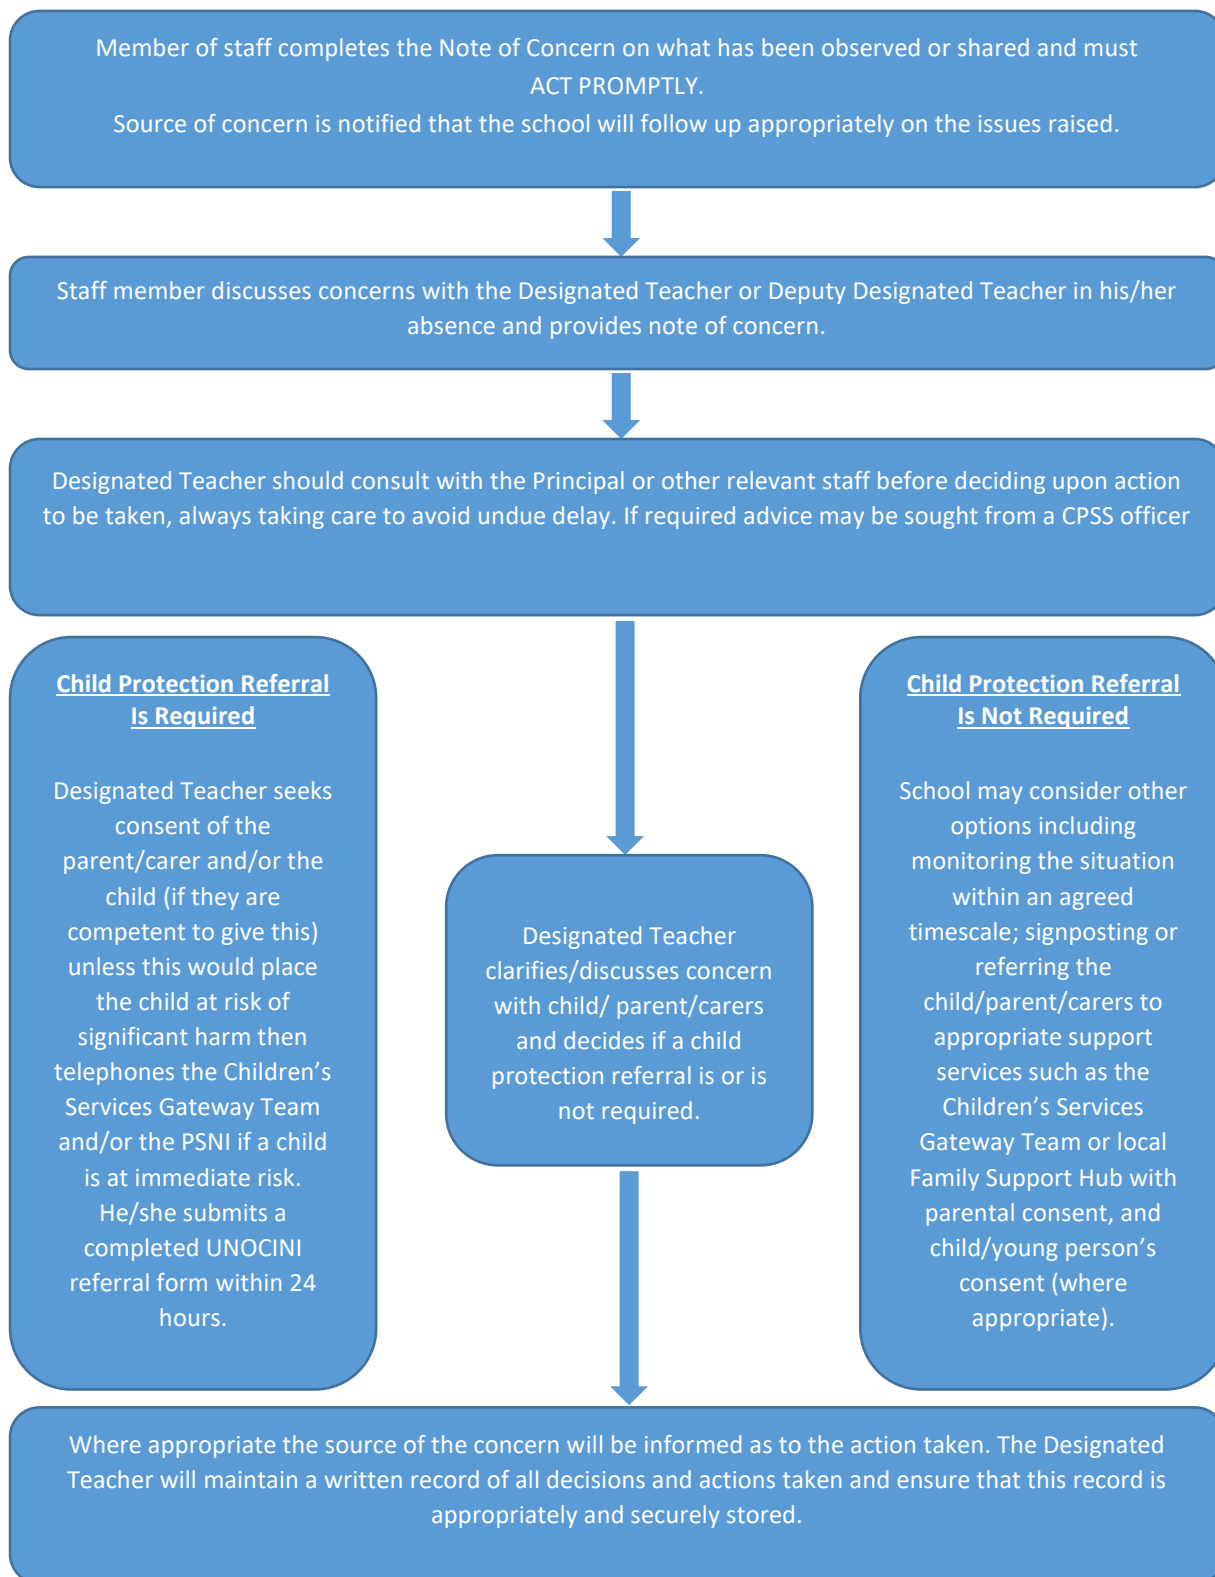 Member of staff completes the Note of Concern on what has been observed or shared and must
ACT PROMPTLY.
Source of concern is notified that the school will follow up appropriately on the issues raised.
Staff member discusses concerns with the Designated Teacher or Deputy Designated Teacher in his/her
absence and provides note of concern.
Designated Teacher should consult with the Principal or other relevant staff before deciding upon action
to be taken, always taking care to avoid undue delay. If required advice may be sought from a CPSS officer
Child Protection Referral
Is Required
Designated Teacher seeks
consent of the
parent/carer and/or the
child (if they are
competent to give this)
unless this would place
the child at risk of
significant harm then
telephones the Children’s
Services Gateway Team
and/or the PSNI if a child
is at immediate risk.
He/she submits a
completed UNOCINI
referral form within 24
hours.
Designated Teacher
clarifies/discusses concern
with child/ parent/carers
and decides if a child
protection referral is or is
not required.
Child Protection Referral
Is Not Required
School may consider other
options including
monitoring the situation
within an agreed
timescale; signposting or
referring the
child/parent/carers to
appropriate support
services such as the
Children’s Services
Gateway Team or local
Family Support Hub with
parental consent, and
child/young person’s
consent (where
appropriate).
Where appropriate the source of the concern will be informed as to the action taken. The Designated
Teacher will maintain a written record of all decisions and actions taken and ensure that this record is
appropriately and securely stored.